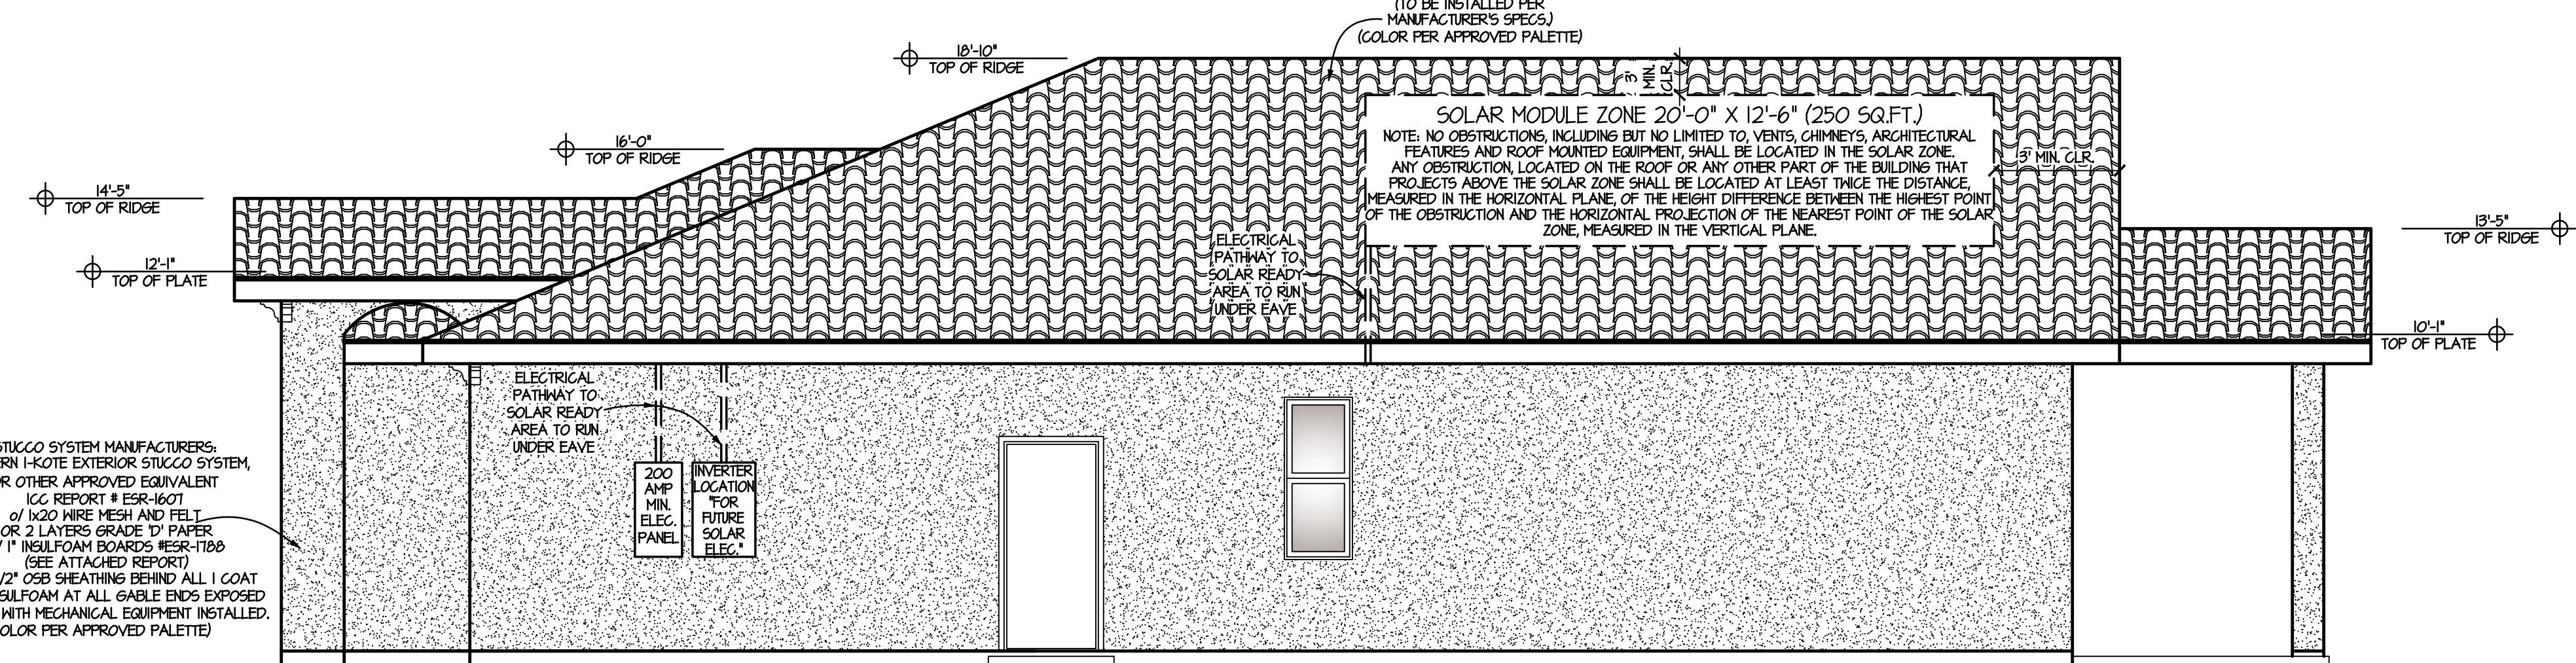 (TO BE INSTALLED PER
MANUFACTURER'S SPECS.)
(COLOR PER APPROVED PALETTE)
18'-10"
TOP OF RIDGE
3'
MIN.
CLR.
16'-0"
TOP OF RIDGE
14'-5"
TOP OF RIDGE
12'-1"
TOP OF PLATE
SOLAR MODULE ZONE 20'-0" X 12'-6" (250 SQ.FT.)
NOTE: NO OBSTRUCTIONS, INCLUDING BUT NO LIMITED TO, VENTS, CHIMNEYS, ARCHITECTURAL
FEATURES AND ROOF MOUNTED EQUIPMENT, SHALL BE LOCATED IN THE SOLAR ZONE.
ANY OBSTRUCTION, LOCATED ON THE ROOF OR ANY OTHER PART OF THE BUILDING THAT
PROJECTS ABOVE THE SOLAR ZONE SHALL BE LOCATED AT LEAST TWICE THE DISTANCE,
MEASURED IN THE HORIZONTAL PLANE, OF THE HEIGHT DIFFERENCE BETWEEN THE HIGHEST POINT
OF THE OBSTRUCTION AND THE HORIZONTAL PROJECTION OF THE NEAREST POINT OF THE SOLAR
ZONE, MEASURED IN THE VERTICAL PLANE.
3' MIN. CLR.
13'-5"
TOP OF RIDGE
10'-1"
TOP OF PLATE
ELECTRICAL
PATHWAY TO
SOLAR READY
AREA TO RUN
UNDER EAVE
ELECTRICAL
PATHWAY TO
SOLAR READY
AREA TO RUN
UNDER EAVE
200
AMP
MIN.
ELEC.
PANEL
INVERTER
LOCATION
"FOR
FUTURE
SOLAR
ELEC."
STUCCO SYSTEM MANUFACTURERS:
1-KOTE EXTERIOR STUCCO SYSTEM,
OR OTHER APPROVED EQUIVALENT
ICC REPORT # ESR-1607
o/ 1x20 WIRE MESH AND FELT
OR 2 LAYERS GRADE 'D' PAPER
/ 1" INSULFOAM BOARDS #ESR-1788
(SEE ATTACHED REPORT)
/2" OSB SHEATHING BEHIND ALL 1 COAT
SULFOAM AT ALL GABLE ENDS EXPOSED
WITH MECHANICAL EQUIPMENT INSTALLED.
OLOR PER APPROVED PALETTE)